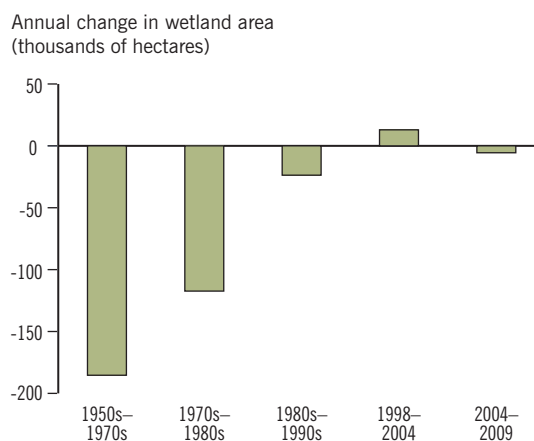 Annual change in wetland area
(thousands of hectares)
50
0
-50
-100
-150
-200
1950s–
1970s
1970s–
1980s
1980s–
1990s
1998–
2004
2004–
2009